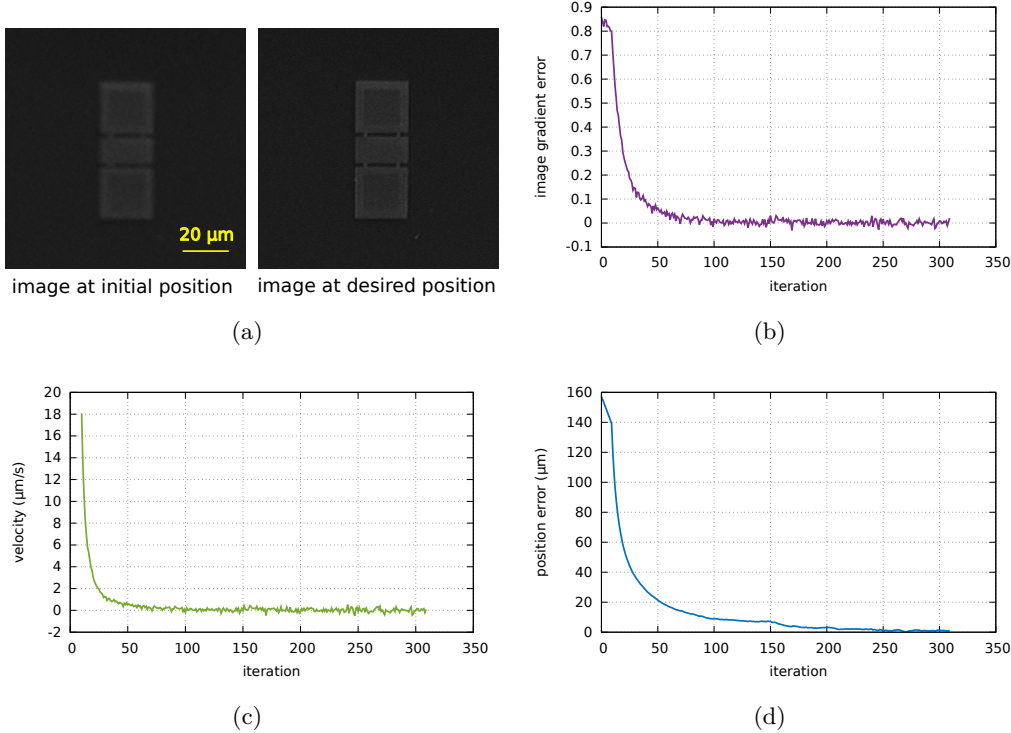 20 µm
image at initial position
image at desired position
(a)
0.9
0.8
0.7
0.6
0.5
0.4
0.3
0.2
0.1
0
-0.1
image gradient error
0 50 100 150 200 250 300 350
iteration
(b)
20
18
16
14
12
10
8
6
4
2
0
-2
velocity (µm/s)
0 50 100 150 200 250 300 350
iteration
(c)
160
140
120
100
80
60
40
20
0
position error (µm)
0 50 100 150 200 250 300 350
iteration
(d)